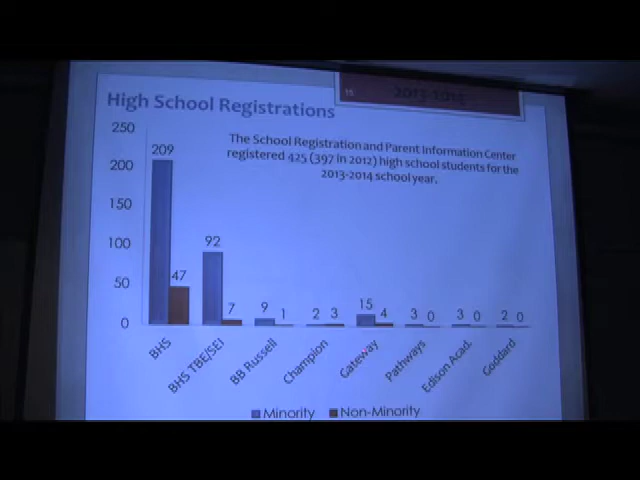 15
2013-2014
High School Registrations
The School Registration and Parent Information Center
registered 425 (397 in 2012) high school students for the
2013-2014 school year.
250
200
150
100
50
0
209
47
92
7
9
1
2
3
15
4
3
0
3
0
2
0
BHS
BHS TBE/SEI
BB Russell
Champion
Gateway
Pathways
Edison Acad.
Goddard
Minority
Non-Minority